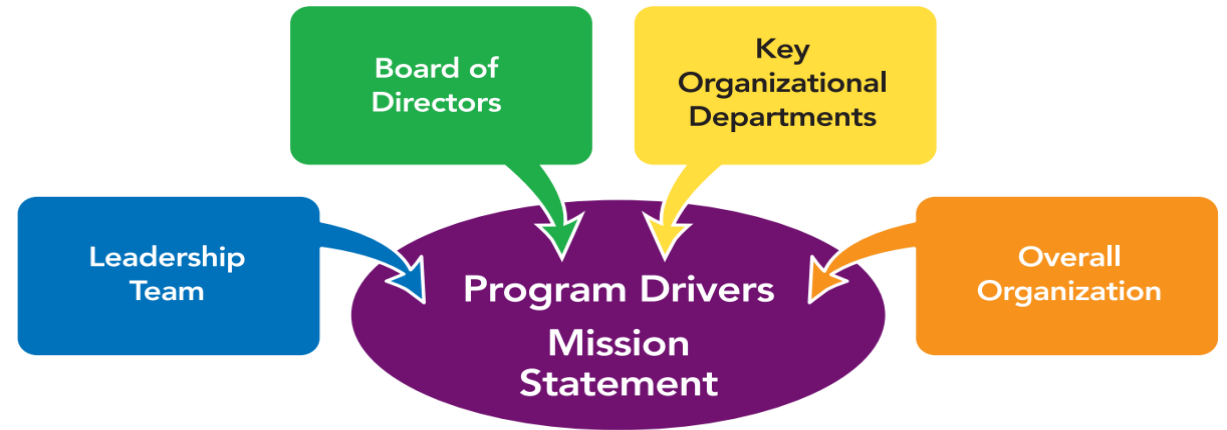 Board of
Directors
Key
Organizational
Departments
Leadership
Team
Overall
Organization
Program Drivers
Mission
Statement